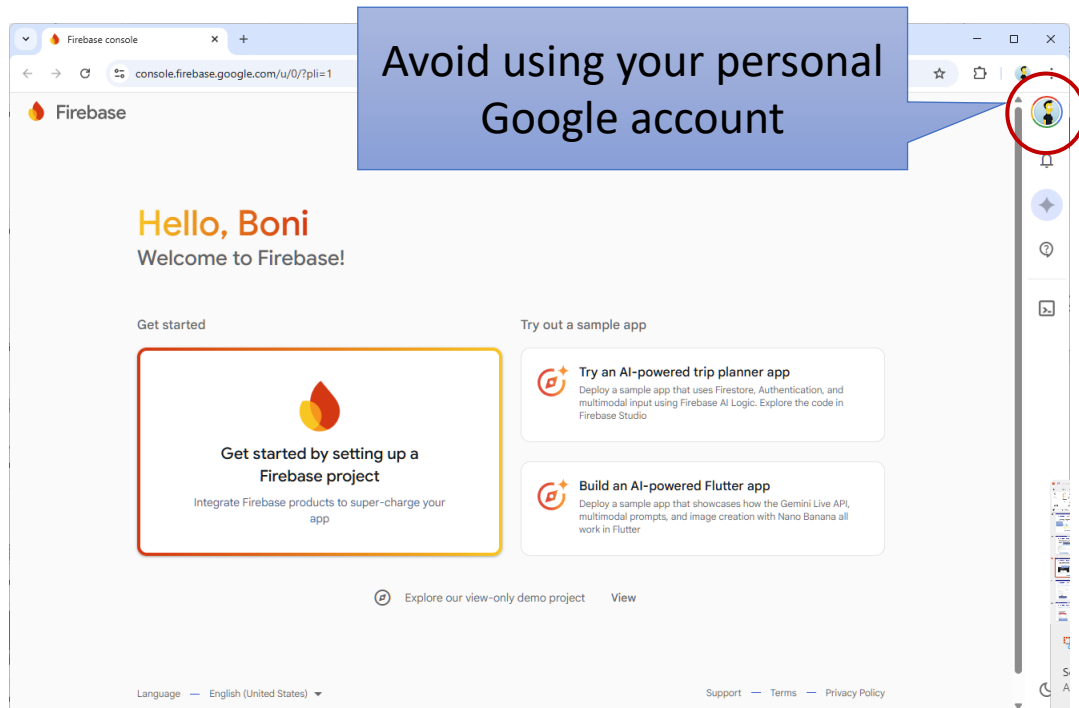 Firebase console
console.firebase.google.com/u/0/?pli=1
Avoid using your personal
Google account
Firebase
Hello, Boni
Welcome to Firebase!
Get started
Try out a sample app
Get started by setting up a
Firebase project
Integrate Firebase products to super-charge your
app
Try an AI-powered trip planner app
Deploy a sample app that uses Firestore, Authentication, and
multimodal input using Firebase AI Logic. Explore the code in
Firebase Studio
Build an AI-powered Flutter app
Deploy a sample app that showcases how the Gemini Live API,
multimodal prompts, and image creation with Nano Banana all
work in Flutter
Explore our view-only demo project View
Language — English (United States)
Support — Terms — Privacy Policy